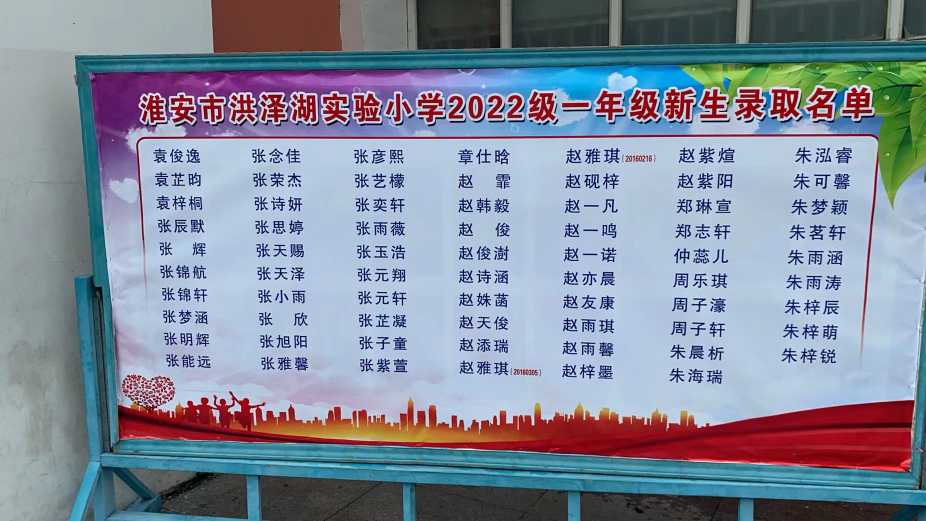 淮安市洪泽湖实验小学2022级一年级新生录取名单
袁俊逸
袁芷昀
袁梓桐
张辰默
张 辉
张锦航
张锦轩
张梦涵
张明辉
张能远
张念佳
张荣杰
张诗妍
张思婷
张天赐
张天泽
张小雨
张 欣
张旭阳
张雅馨
张彦熙
张艺檬
张奕轩
张雨薇
张玉浩
张元翔
张元轩
张芷凝
张子童
张紫萱
章仕晗
赵 霏
赵韩毅
赵 俊
赵俊澍
赵诗涵
赵姝菡
赵天俊
赵添瑞
赵雅琪(20160305)
赵雅琪(20160216)
赵砚梓
赵一凡
赵一鸣
赵一诺
赵亦晨
赵友康
赵雨琪
赵雨馨
赵梓墨
赵紫煊
赵紫阳
郑琳宣
郑志轩
仲蕊儿
周乐琪
周子濠
周子轩
朱晨析
朱海瑞
朱泓睿
朱可馨
朱梦颖
朱茗轩
朱雨涵
朱雨涛
朱梓辰
朱梓萌
朱梓锐